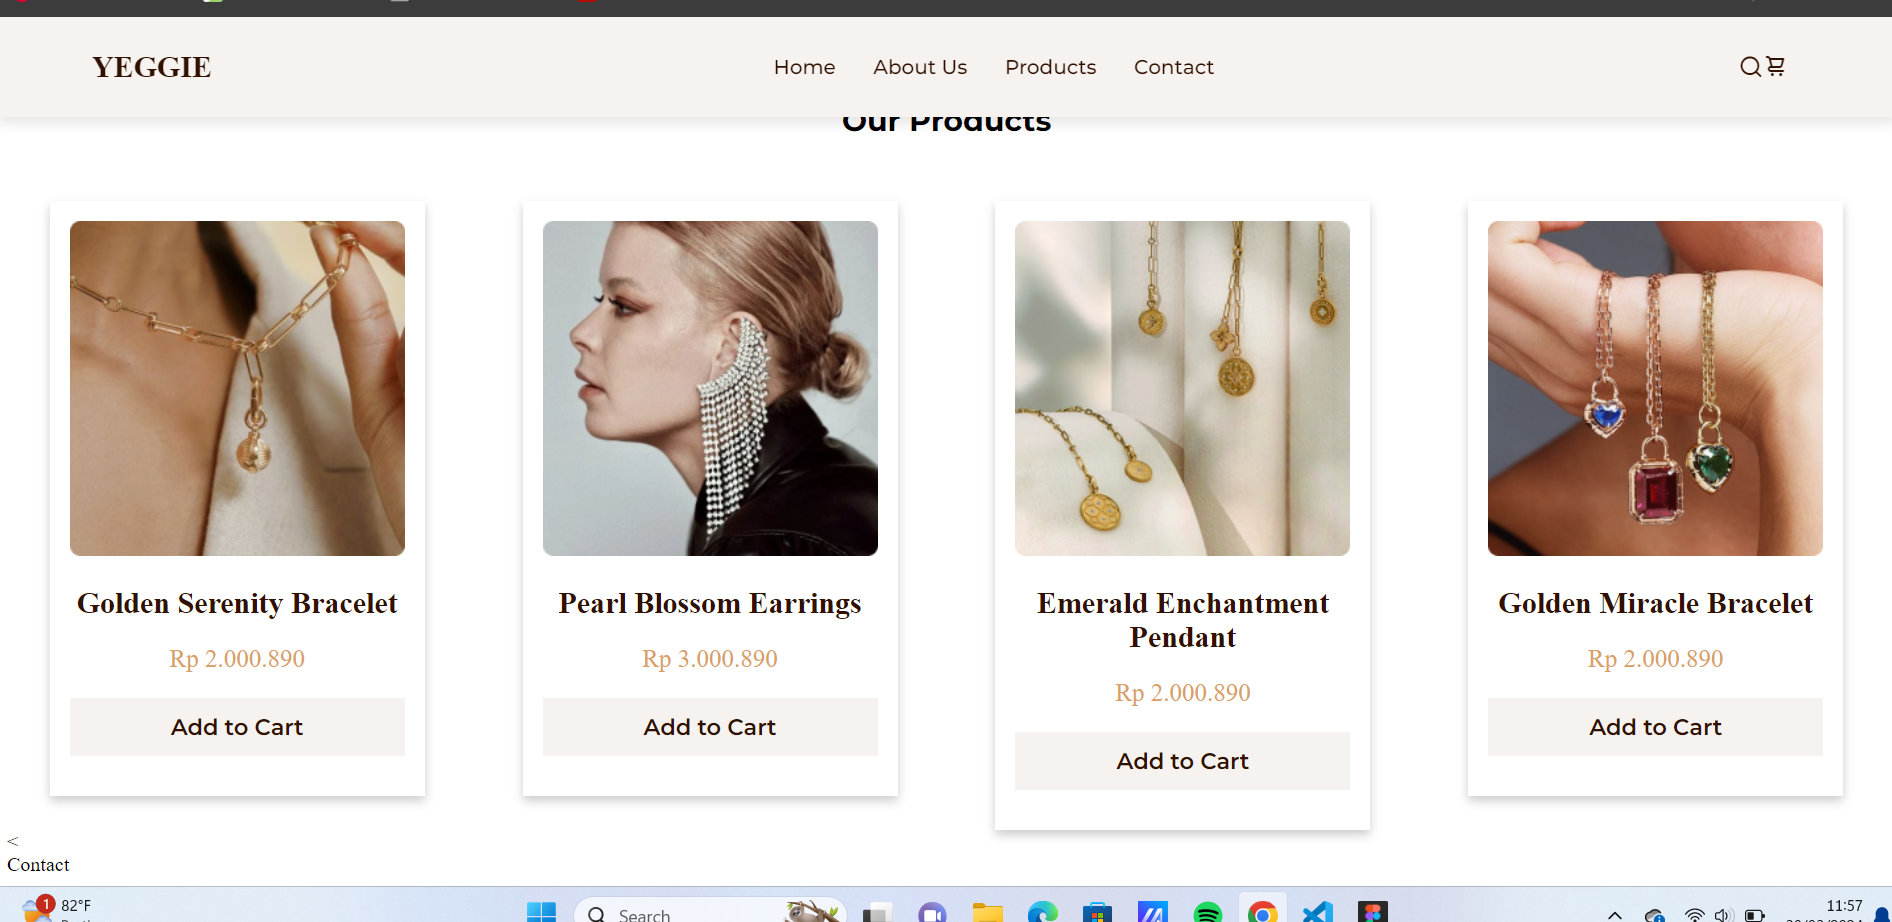 YEGGIE
Home About Us Products Contact
Our Products
Golden Serenity Bracelet
Rp 2.000.890
Add to Cart
Pearl Blossom Earrings
Rp 3.000.890
Add to Cart
Emerald Enchantment
Pendant
Rp 2.000.890
Add to Cart
Golden Miracle Bracelet
Rp 2.000.890
Add to Cart
<
Contact
1
82°F
Search
11:57